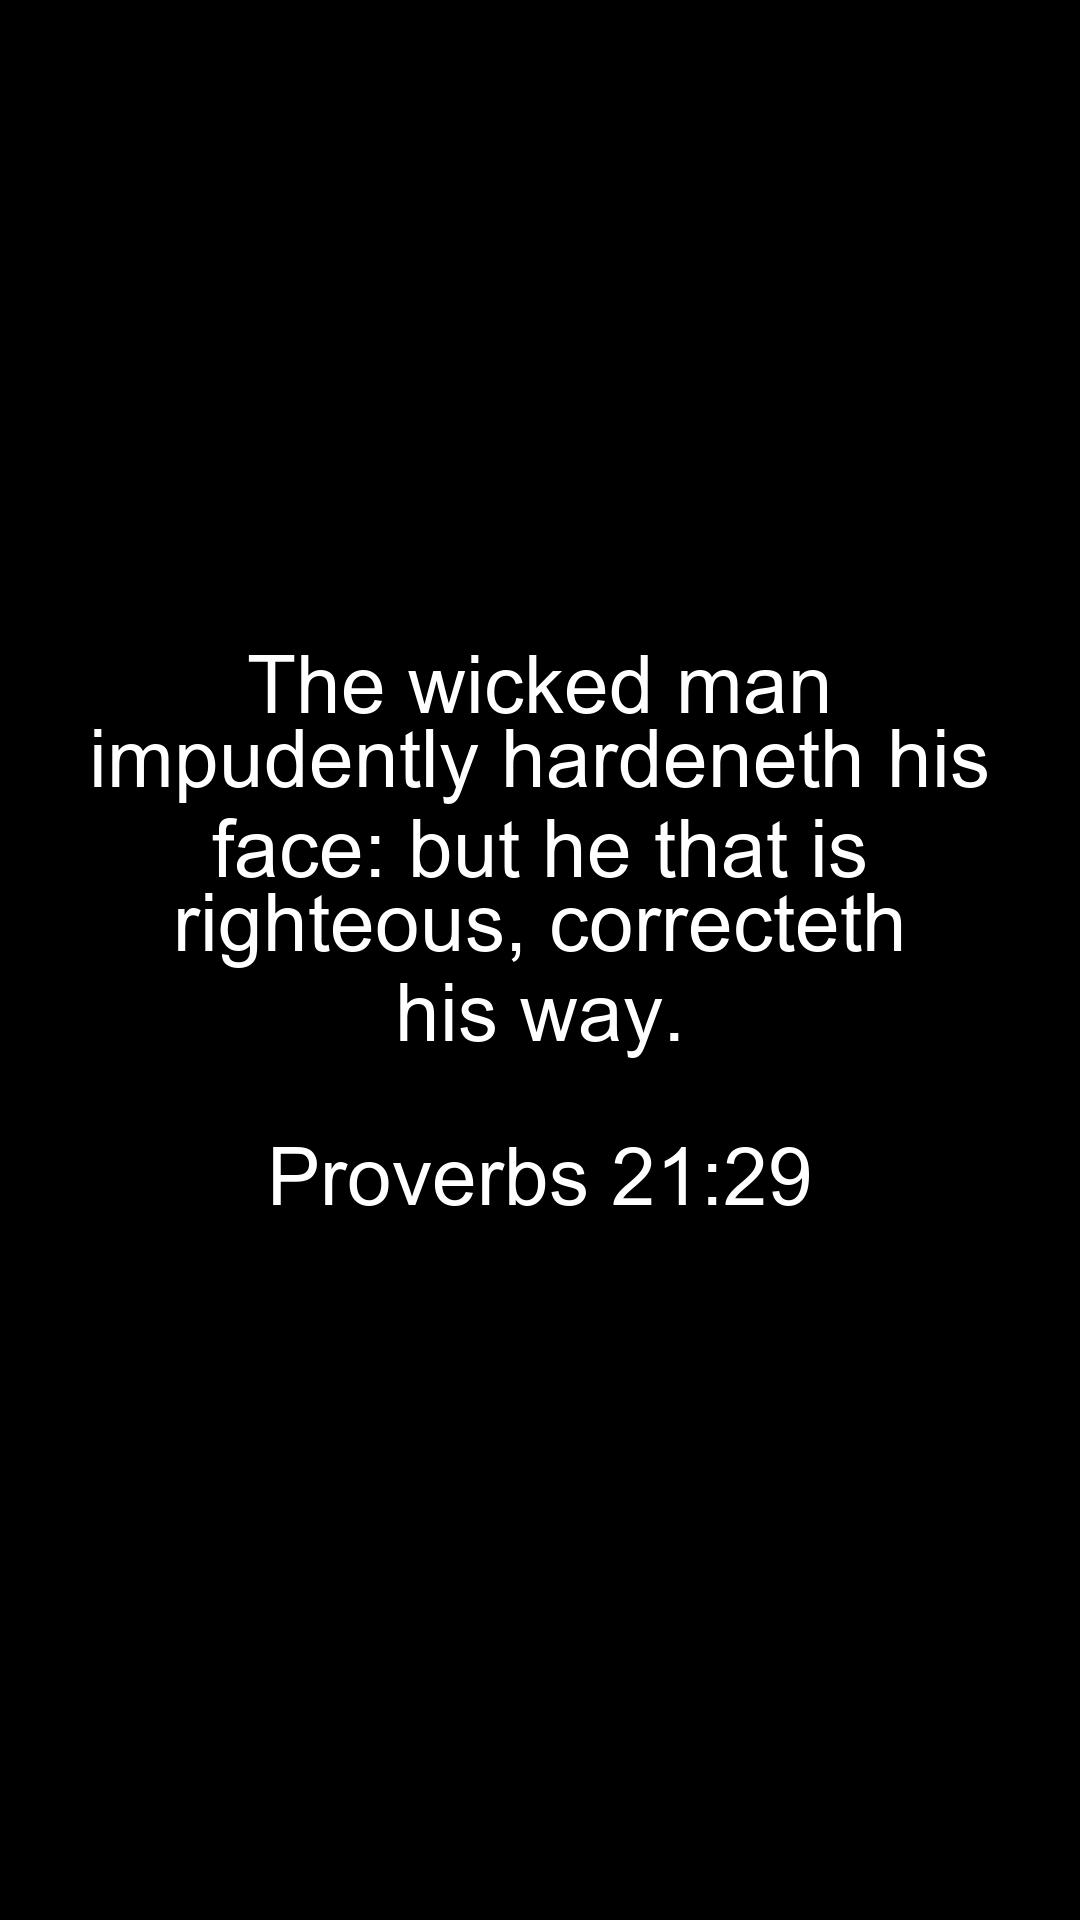 The wicked man
impudently hardeneth his
face: but he that is
righteous, correcteth
his way.
Proverbs 21:29